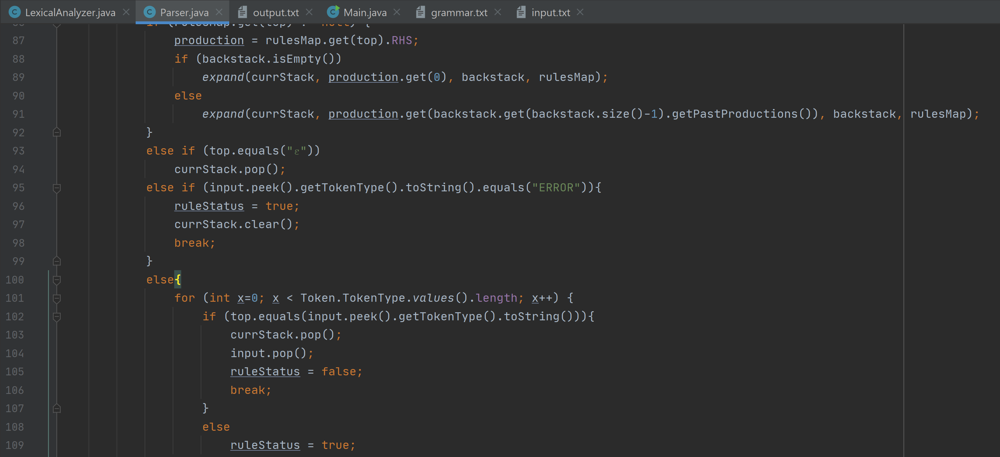 LexicalAnalyzer.java Parser.java output.txt Main.java grammar.txt input.txt
87 production = rulesMap.get(top).RHS;
88 if (backstack.isEmpty())
89 expand(currStack, production.get(0), backstack, rulesMap);
90 else
91 expand(currStack, production.get(backstack.get(backstack.size()-1).getPastProductions()), backstack, rulesMap);
92 }
93 else if (top.equals("ε"))
94 currStack.pop();
95 else if (input.peek().getTokenType().toString().equals("ERROR")){
96 ruleStatus = true;
97 currStack.clear();
98 break;
99 }
100 else{
101 for (int x=0; x < Token.TokenType.values().length; x++) {
102 if (top.equals(input.peek().getTokenType().toString())){
103 currStack.pop();
104 input.pop();
105 ruleStatus = false;
106 break;
107 }
108 else
109 ruleStatus = true;